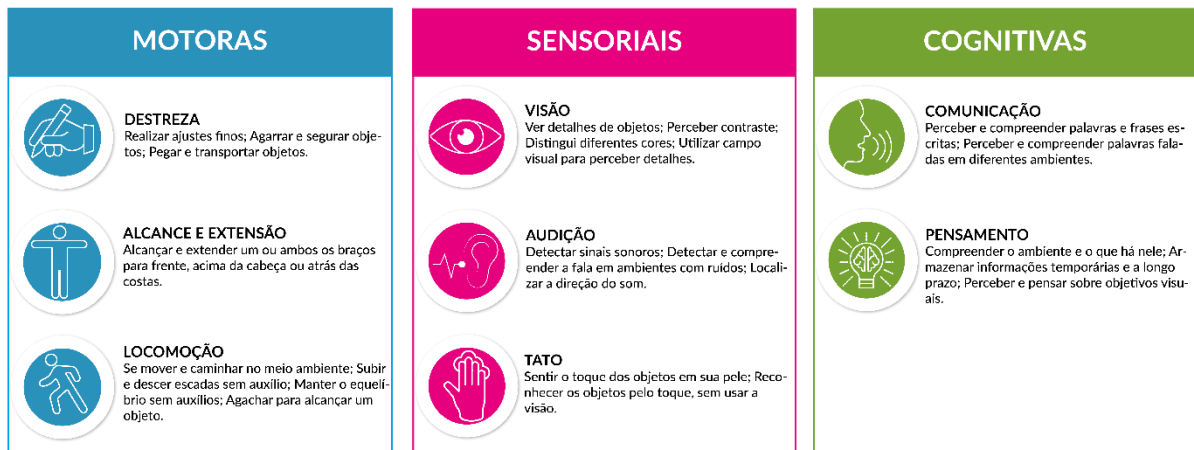 MOTORAS
DESTREZA
Realizar ajustes finos; Agarrar e segurar obje-
tos; Pegar e transportar objetos.
ALCANCE E EXTENSÃO
Alcançar e extender um ou ambos os braços
para frente, acima da cabeça ou atrás das
costas.
LOCOMOÇÃO
Se mover e caminhar no meio ambiente; Subir
e descer escadas sem auxílio; Manter o equelí-
brio sem auxílios; Agachar para alcançar um
objeto.
SENSORIAIS
VISÃO
Ver detalhes de objetos; Perceber contraste;
Distingui diferentes cores; Utilizar campo
visual para perceber detalhes.
AUDIÇÃO
Detectar sinais sonoros; Detectar e compre-
ender a fala em ambientes com ruídos; Locali-
zar a direção do som.
TATO
Sentir o toque dos objetos em sua pele; Reco-
nhecer os objetos pelo toque, sem usar a
visão.
COGNITIVAS
COMUNICAÇÃO
Perceber e compreender palavras e frases es-
critas; Perceber e compreender palavras fala-
das em diferentes ambientes.
PENSAMENTO
Compreender o ambiente e o que há nele; Ar-
mazenar informações temporárias e a longo
prazo; Perceber e pensar sobre objetivos visu-
ais.